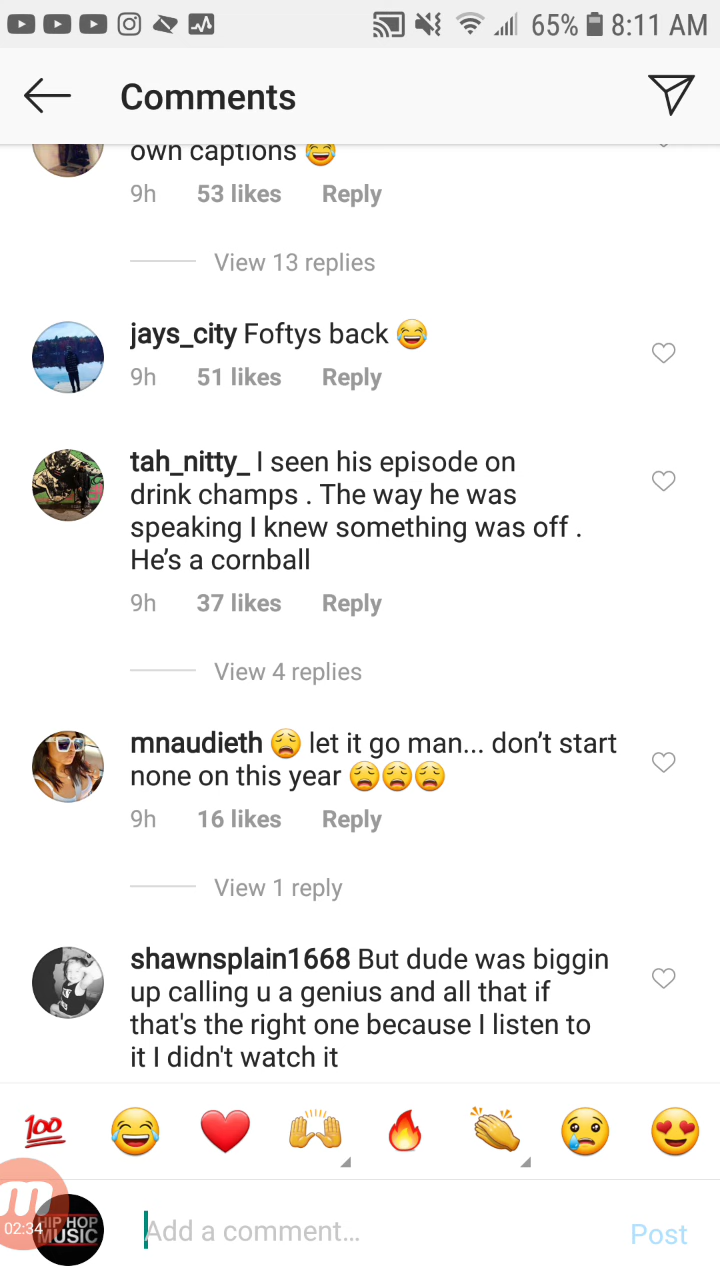 65% 8:11 AM
Comments
own captions 😂
9h 53 likes Reply
View 13 replies
jays_city Foftys back 😂
9h 51 likes Reply
tah_nitty_ I seen his episode on
drink champs . The way he was
speaking I knew something was off .
He’s a cornball
9h 37 likes Reply
View 4 replies
mnaudieth 😩 let it go man... don’t start
none on this year 😩😩😩
9h 16 likes Reply
View 1 reply
shawnsplain1668 But dude was biggin
up calling u a genius and all that if
that's the right one because I listen to
it I didn't watch it
💯 😂 ❤️ 🙌 🔥 👏 😢 😍
02:34
HIP HOP
MUSIC
Add a comment...
Post